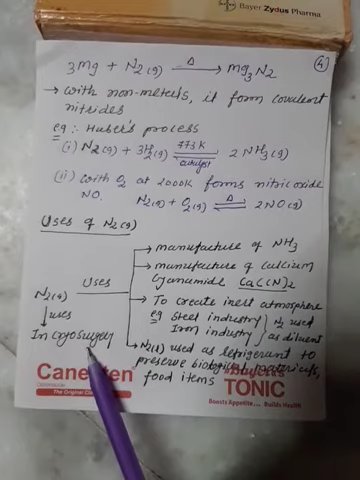 Bayer Zydus Pharma
(4)
3Mg + N2(g) —Δ→ Mg3N2
→ with non-metals, it form covalent
nitrides
eg :- Haber's process
(i) N2(g) + 3H2(g) ⇌ 773K catalyst 2 NH3(g)
(ii) with O2 at 2000K forms nitric oxide
NO. N2(g) + O2(g) ⇌ Δ 2NO(g)
Uses of N2(g)
Uses
→ manufacture of NH3
→ manufacture of calcium
cyanamide Ca(CN)2
→ To create inert atmosphere
eg Steel industry } N2 used
Iron industry } as diluent
→ N2(l) used as refrigerant to
preserve biological materials,
food items
N2(g)
↓ uses
In cryosurgery
Canesten
The Original
TONIC
Boosts Appetite... Builds Health